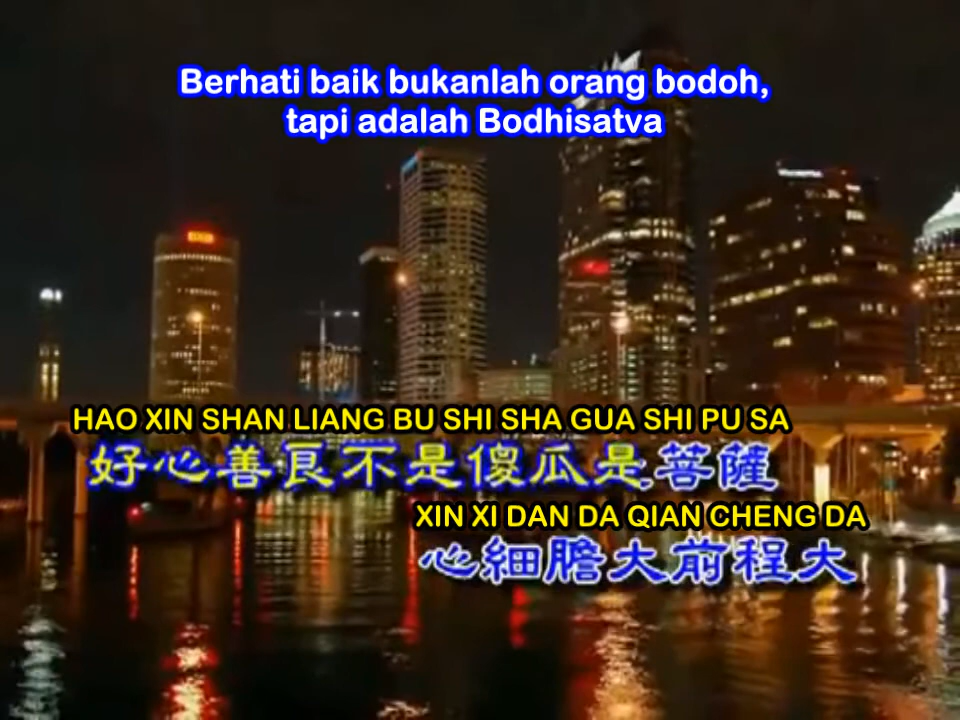 Berhati baik bukanlah orang bodoh,
tapi adalah Bodhisatva
HAO XIN SHAN LIANG BU SHI SHA GUA SHI PU SA
好心善良不是傻瓜是菩薩
XIN XI DAN DA QIAN CHENG DA
心細膽大前程大